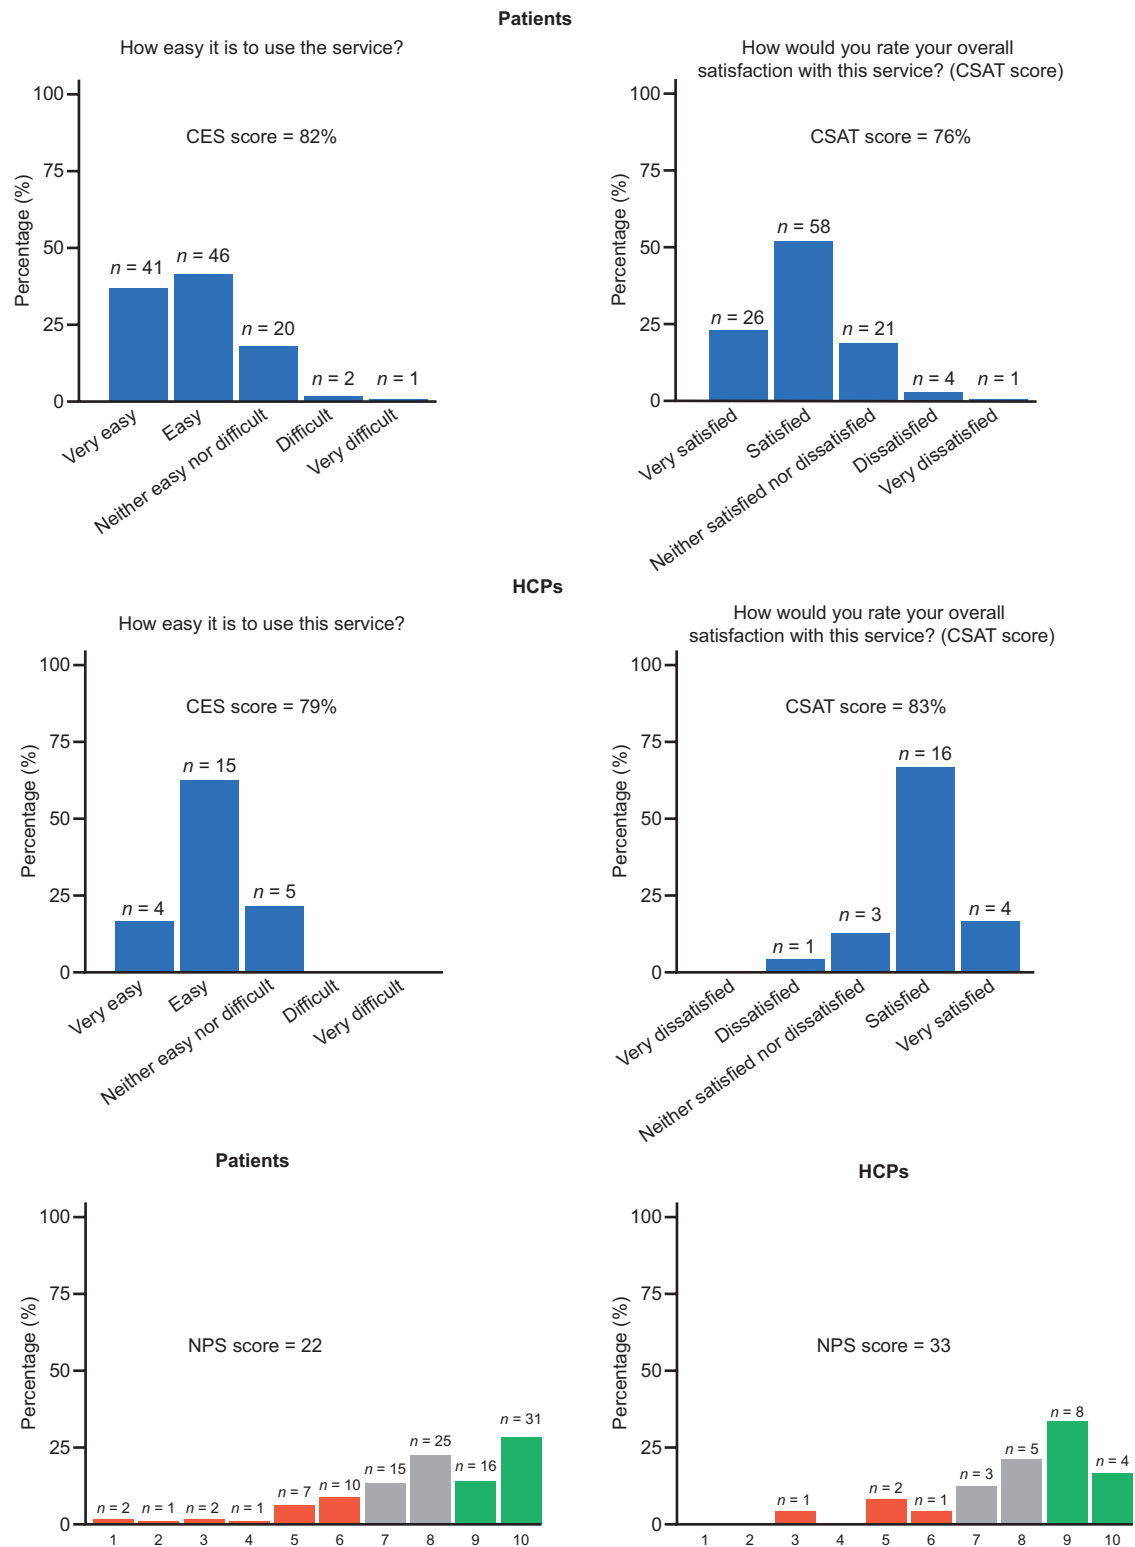 Patients
How easy it is to use the service?
How would you rate your overall
satisfaction with this service? (CSAT score)
Percentage (%)
100
75
50
25
0
CES score = 82%
n = 41
n = 46
n = 20
n = 2
n = 1
Very easy
Easy
Neither easy nor difficult
Difficult
Very difficult
Percentage (%)
100
75
50
25
0
CSAT score = 76%
n = 26
n = 58
n = 21
n = 4
n = 1
Very satisfied
Satisfied
Neither satisfied nor dissatisfied
Dissatisfied
Very dissatisfied
HCPs
How easy it is to use this service?
How would you rate your overall
satisfaction with this service? (CSAT score)
Percentage (%)
100
75
50
25
0
CES score = 79%
n = 4
n = 15
n = 5
Very easy
Easy
Neither easy nor difficult
Difficult
Very difficult
Percentage (%)
100
75
50
25
0
CSAT score = 83%
n = 1
n = 3
n = 16
n = 4
Very dissatisfied
Dissatisfied
Neither satisfied nor dissatisfied
Satisfied
Very satisfied
Patients
Percentage (%)
100
75
50
25
0
NPS score = 22
n = 2
n = 1
n = 2
n = 1
n = 7
n = 10
n = 15
n = 25
n = 16
n = 31
1 2 3 4 5 6 7 8 9 10
HCPs
Percentage (%)
100
75
50
25
0
NPS score = 33
n = 1
n = 2
n = 1
n = 3
n = 5
n = 8
n = 4
1 2 3 4 5 6 7 8 9 10